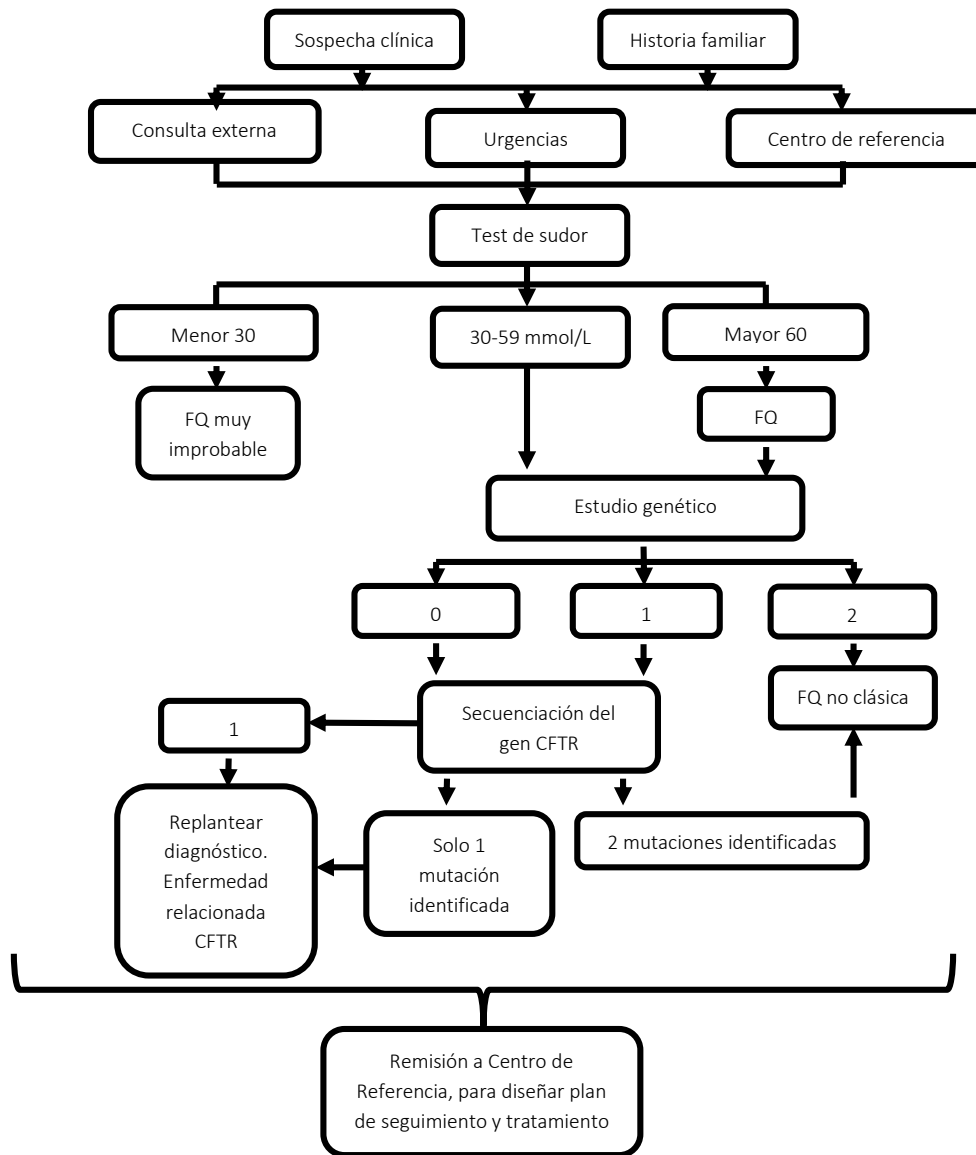 Sospecha clínica
Historia familiar
Consulta externa
Urgencias
Centro de referencia
Test de sudor
Menor 30
30-59 mmol/L
Mayor 60
FQ muy
improbable
FQ
Estudio genético
0
1
2
Secuenciación del
gen CFTR
FQ no clásica
1
Replantear
diagnóstico.
Enfermedad
relacionada
CFTR
Solo 1
mutación
identificada
2 mutaciones identificadas
Remisión a Centro de
Referencia, para diseñar plan
de seguimiento y tratamiento